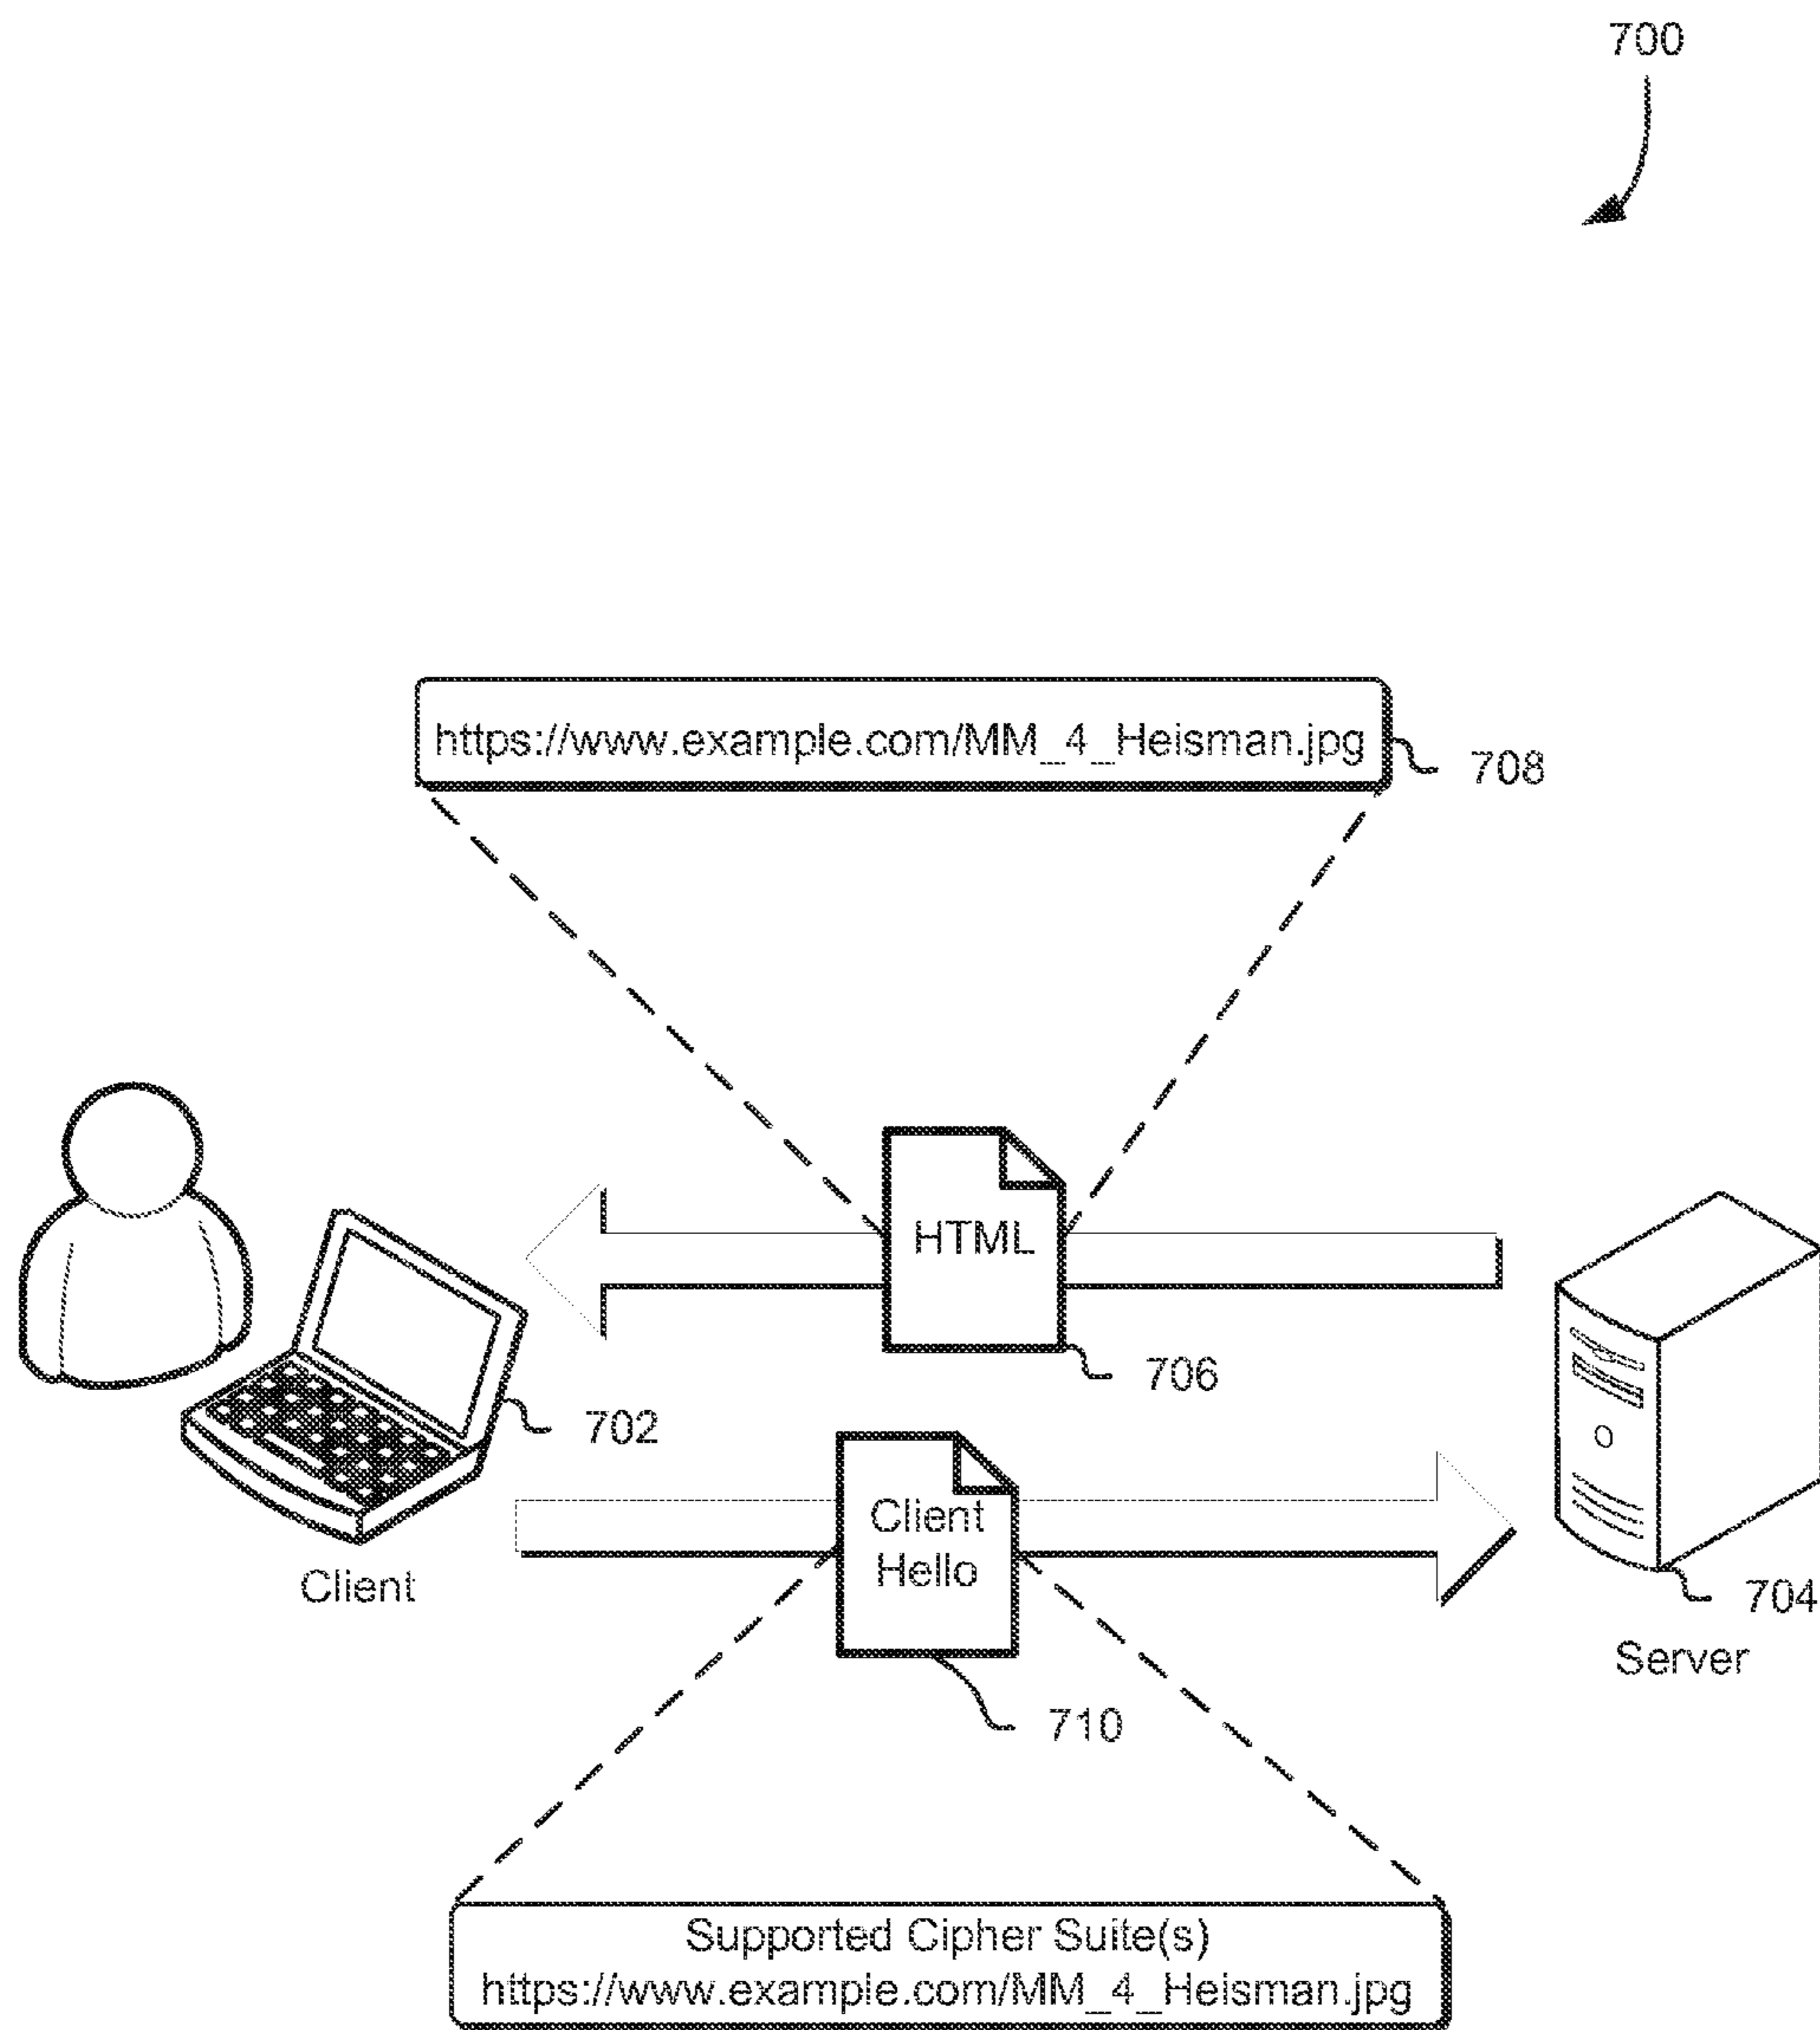 700
https://www.example.com/MM_4_Heisman.jpg
708
HTML
706
702
Client
Hello
Client
704
Server
710
Supported Cipher Suite(s)
https://www.example.com/MM_4_Heisman.jpg